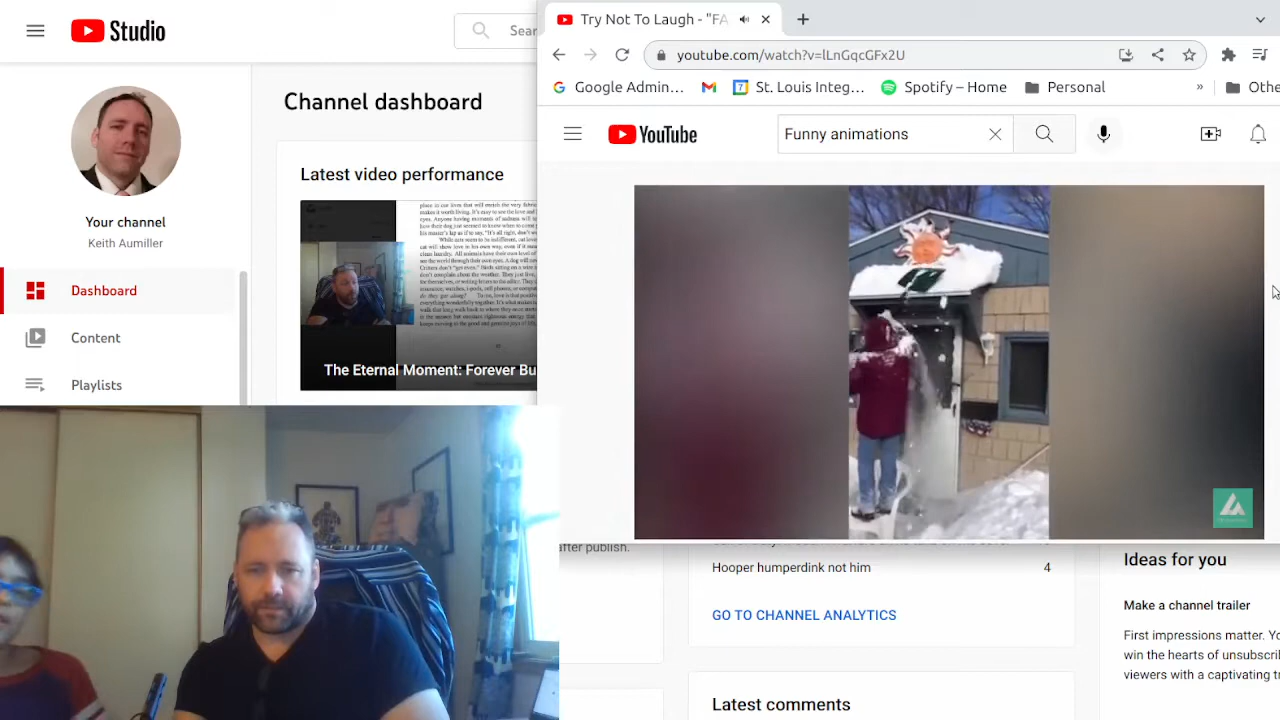 Studio
Sear
Channel dashboard
Your channel
Keith Aumiller
Dashboard
Content
Playlists
Latest video performance
The Eternal Moment: Forever Bu
Try Not To Laugh - "FA
youtube.com/watch?v=lLnGqcGFx2U
Google Admin...
St. Louis Integ...
Spotify – Home
Personal
»
Othe
YouTube
Funny animations
after publish.
Hooper humperdink not him 4
GO TO CHANNEL ANALYTICS
Latest comments
Ideas for you
Make a channel trailer
First impressions matter. Yo
win the hearts of unsubscrib
viewers with a captivating tr